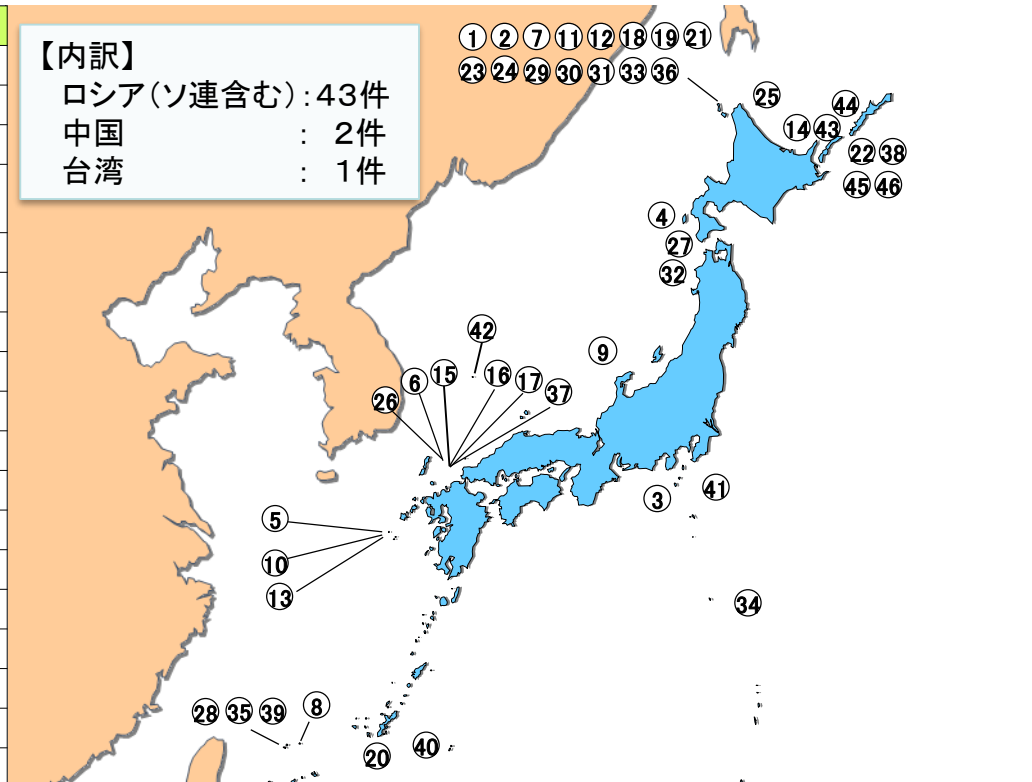 【内訳】
ロシア(ソ連含む):43件
中国 : 2件
台湾 : 1件
① ② ⑦ ⑪ ⑫ ⑱ ⑲ ㉑
㉓ ㉔ ㉙ ㉚ ㉛ ㉝ ㊱
㉕
㊹
⑭ ㊸
㉒ ㊳
㊺ ㊻
④
㉗
㉜
㊷
⑨
⑥ ⑮ ⑯ ⑰ ㊲
㉖
③ ㊶
⑤
⑩
⑬
㉞
㉘ ㉟ ㊴ ⑧
⑳ ㊵